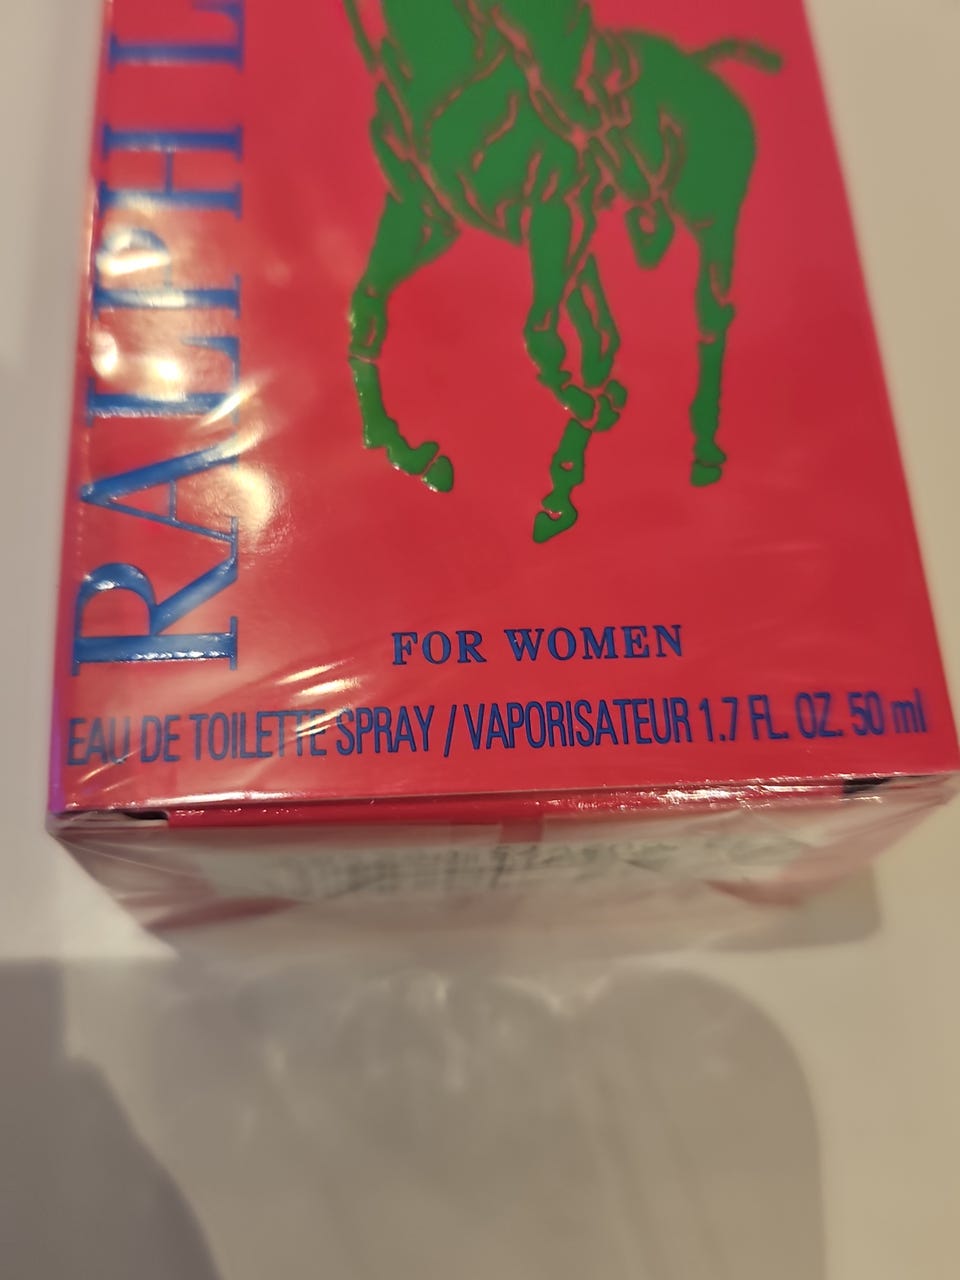 RALPH L
FOR WOMEN
EAU DE TOILETTE SPRAY / VAPORISATEUR 1.7 FL. OZ. 50 ml